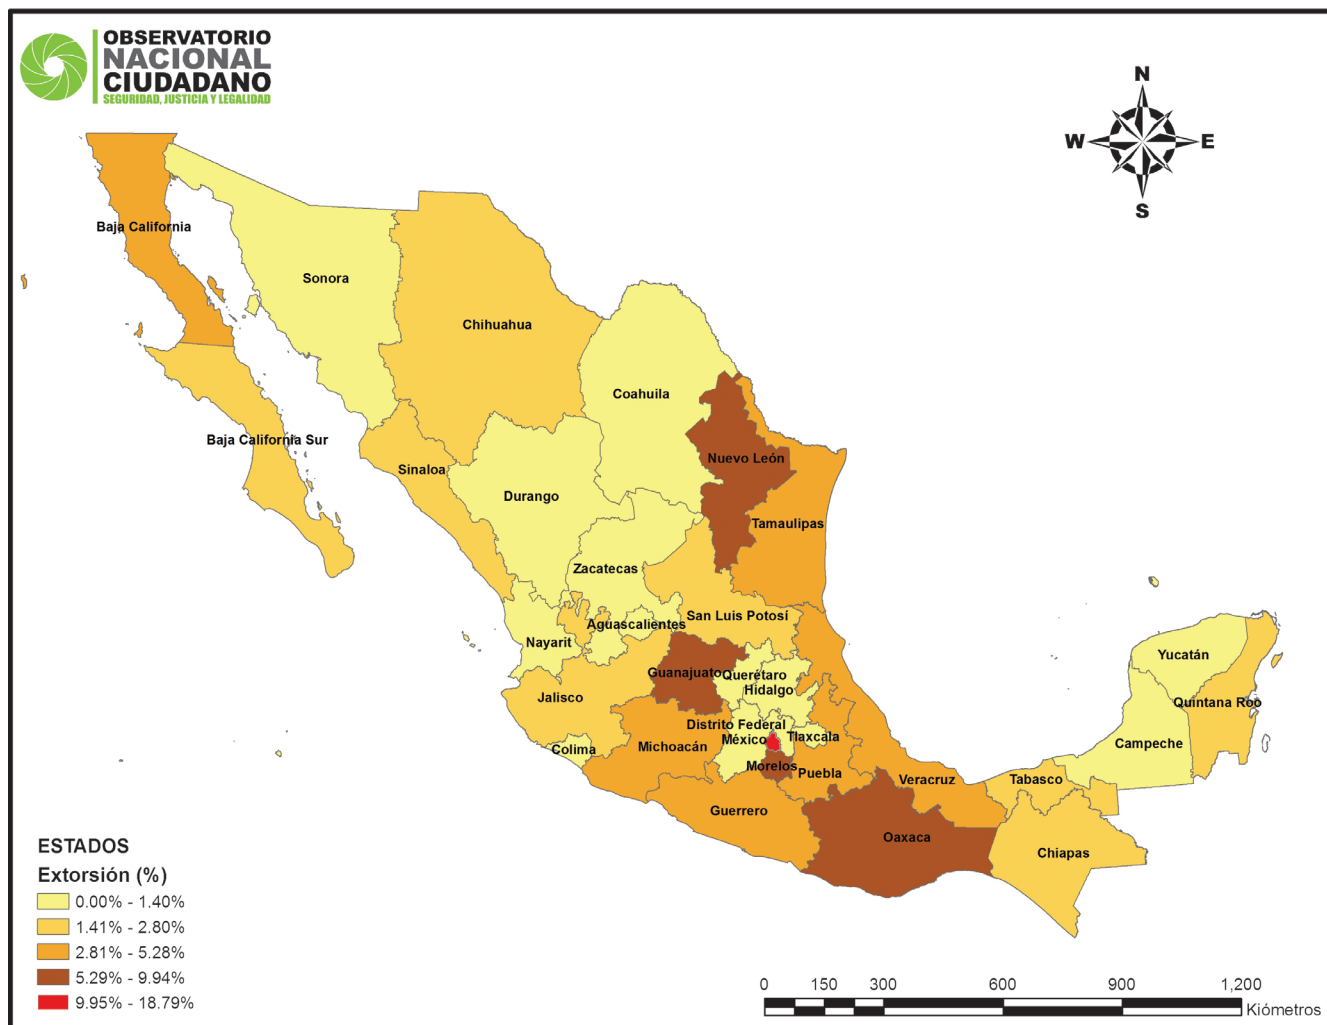 OBSERVATORIO
NACIONAL
CIUDADANO
SEGURIDAD, JUSTICIA Y LEGALIDAD
N
W
E
S
Baja California
Sonora
Chihuahua
Coahuila
Baja California Sur
Sinaloa
Nuevo León
Durango
Tamaulipas
Zacatecas
San Luis Potosí
Aguascalientes
Nayarit
Yucatán
Guanajuato
Querétaro
Hidalgo
Jalisco
Quintana Roo
Distrito Federal
México
Tlaxcala
Michoacán
Colima
Campeche
Morelos
Puebla
Veracruz
Tabasco
Guerrero
Oaxaca
Chiapas
ESTADOS
Extorsión (%)
0.00% - 1.40%
1.41% - 2.80%
2.81% - 5.28%
5.29% - 9.94%
9.95% - 18.79%
0 150 300 600 900 1,200
Kiómetros